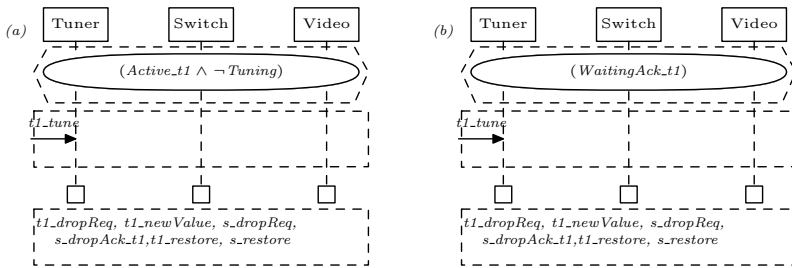 (a)
Tuner Switch Video
(Active_t1 ∧ ¬ Tuning)
t1_tune
t1_dropReq, t1_newValue, s_dropReq,
s_dropAck_t1,t1_restore, s_restore
(b)
Tuner Switch Video
(WaitingAck_t1)
t1_tune
t1_dropReq, t1_newValue, s_dropReq,
s_dropAck_t1,t1_restore, s_restore